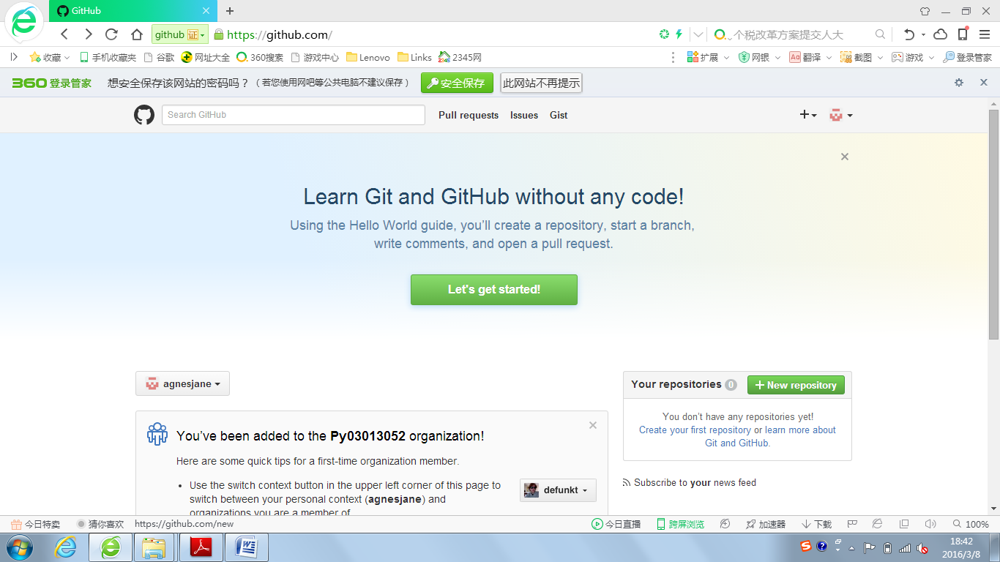 GitHub
github 证
https://github.com/
个税改革方案提交人大
收藏 手机收藏夹 谷歌 网址大全 360搜索 游戏中心 Lenovo Links 2345网
扩展 网银 翻译 截图 游戏 登录管家
360 登录管家 想安全保存该网站的密码吗？（若您使用网吧等公共电脑不建议保存） 安全保存 此网站不再提示
Search GitHub Pull requests Issues Gist
Learn Git and GitHub without any code!
Using the Hello World guide, you’ll create a repository, start a branch,
write comments, and open a pull request.
Let's get started!
agnesjane
You’ve been added to the Py03013052 organization!
Here are some quick tips for a first-time organization member.
• Use the switch context button in the upper left corner of this page to
switch between your personal context (agnesjane) and
organizations you are a member of.
defunkt
Your repositories 0 New repository
You don’t have any repositories yet!
Create your first repository or learn more about
Git and GitHub.
Subscribe to your news feed
今日特卖 猜你喜欢 https://github.com/new
今日直播 跨屏浏览 加速器 下载 100%
18:42
2016/3/8